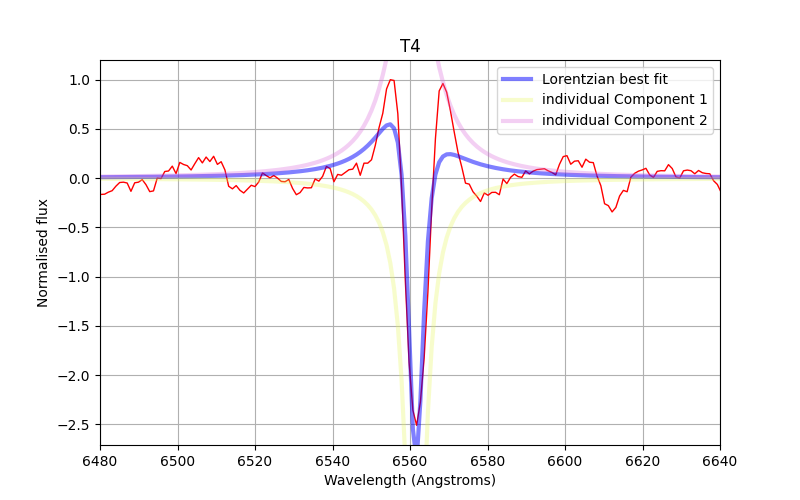 T4
Lorentzian best fit
individual Component 1
individual Component 2
1.0
0.5
0.0
−0.5
−1.0
−1.5
−2.0
−2.5
Normalised flux
6480 6500 6520 6540 6560 6580 6600 6620 6640
Wavelength (Angstroms)